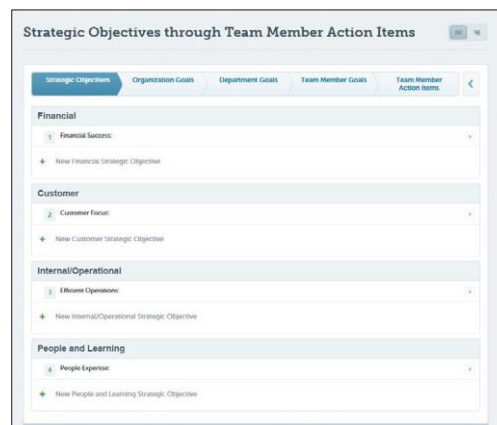 Strategic Objectives through Team Member Action Items
Strategic Objectives
Organization Goals
Department Goals
Team Member Goals
Team Member
Action Items
Financial
1 Financial Success:
+ New Financial Strategic Objective
Customer
2 Customer Focus:
+ New Customer Strategic Objective
Internal/Operational
3 Efficient Operations:
+ New Internal/Operational Strategic Objective
People and Learning
4 People Expertise:
+ New People and Learning Strategic Objective